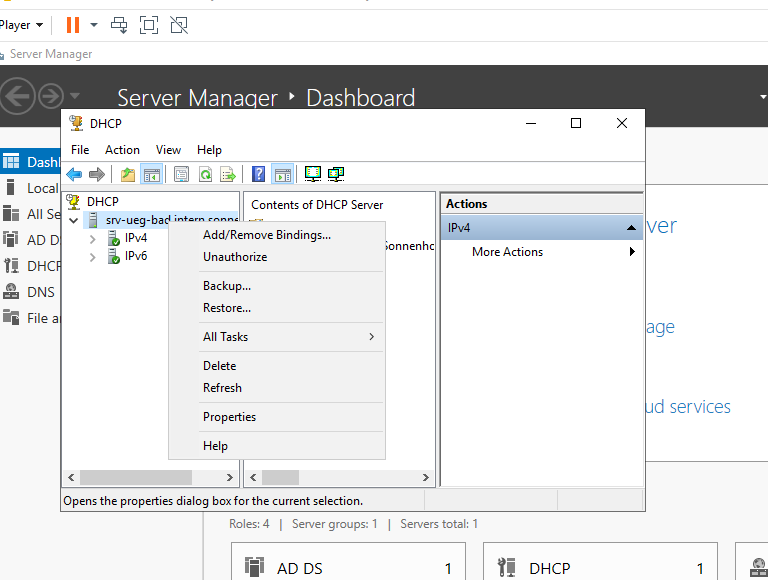 Player
Server Manager
Server Manager ‣ Dashboard
DHCP
File Action View Help
DHCP
srv-ueg-bad.intern.sonne
IPv4
IPv6
Contents of DHCP Server
Sonnenho
Actions
IPv4
More Actions
Add/Remove Bindings...
Unauthorize
Backup...
Restore...
All Tasks
Delete
Refresh
Properties
Help
Opens the properties dialog box for the current selection.
Dashl
Local
All Se
AD D
DHCP
DNS
File a
ver
age
ud services
Roles: 4 | Server groups: 1 | Servers total: 1
AD DS 1
DHCP 1